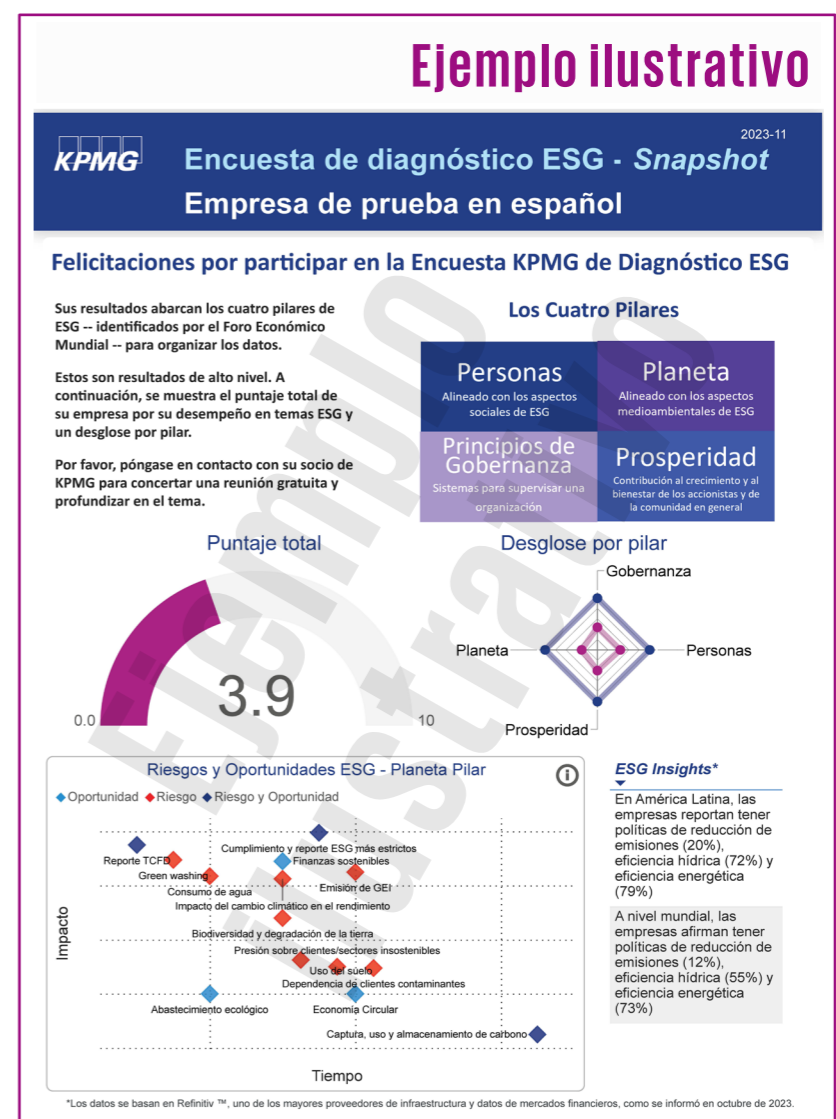 Ejemplo ilustrativo
2023-11
KPMG
Encuesta de diagnóstico ESG - Snapshot
Empresa de prueba en español
Felicitaciones por participar en la Encuesta KPMG de Diagnóstico ESG
Sus resultados abarcan los cuatro pilares de
ESG -- identificados por el Foro Económico
Mundial -- para organizar los datos.
Estos son resultados de alto nivel. A
continuación, se muestra el puntaje total de
su empresa por su desempeño en temas ESG y
un desglose por pilar.
Por favor, póngase en contacto con su socio de
KPMG para concertar una reunión gratuita y
profundizar en el tema.
Los Cuatro Pilares
Personas
Alineado con los aspectos
sociales de ESG
Planeta
Alineado con los aspectos
medioambientales de ESG
Principios de
Gobernanza
Sistemas para supervisar una
organización
Prosperidad
Contribución al crecimiento y al
bienestar de los accionistas y de
la comunidad en general
Puntaje total
0.0
3.9
10
Desglose por pilar
Gobernanza
Planeta
Personas
Prosperidad
Riesgos y Oportunidades ESG - Planeta Pilar
Oportunidad Riesgo Riesgo y Oportunidad
Impacto
Cumplimiento y reporte ESG más estrictos
Reporte TCFD
Finanzas sostenibles
Green washing
Emisión de GEI
Consumo de agua
Impacto del cambio climático en el rendimiento
Biodiversidad y degradación de la tierra
Presión sobre clientes/sectores insostenibles
Uso del suelo
Dependencia de clientes contaminantes
Abastecimiento ecológico
Economía Circular
Captura, uso y almacenamiento de carbono
Tiempo
ESG Insights*
En América Latina, las
empresas reportan tener
políticas de reducción de
emisiones (20%),
eficiencia hídrica (72%) y
eficiencia energética
(79%)
A nivel mundial, las
empresas afirman tener
políticas de reducción de
emisiones (12%),
eficiencia hídrica (55%) y
eficiencia energética
(73%)
*Los datos se basan en Refinitiv ™, uno de los mayores proveedores de infraestructura y datos de mercados financieros, como se informó en octubre de 2023.
Ejemplo
ilustrativo